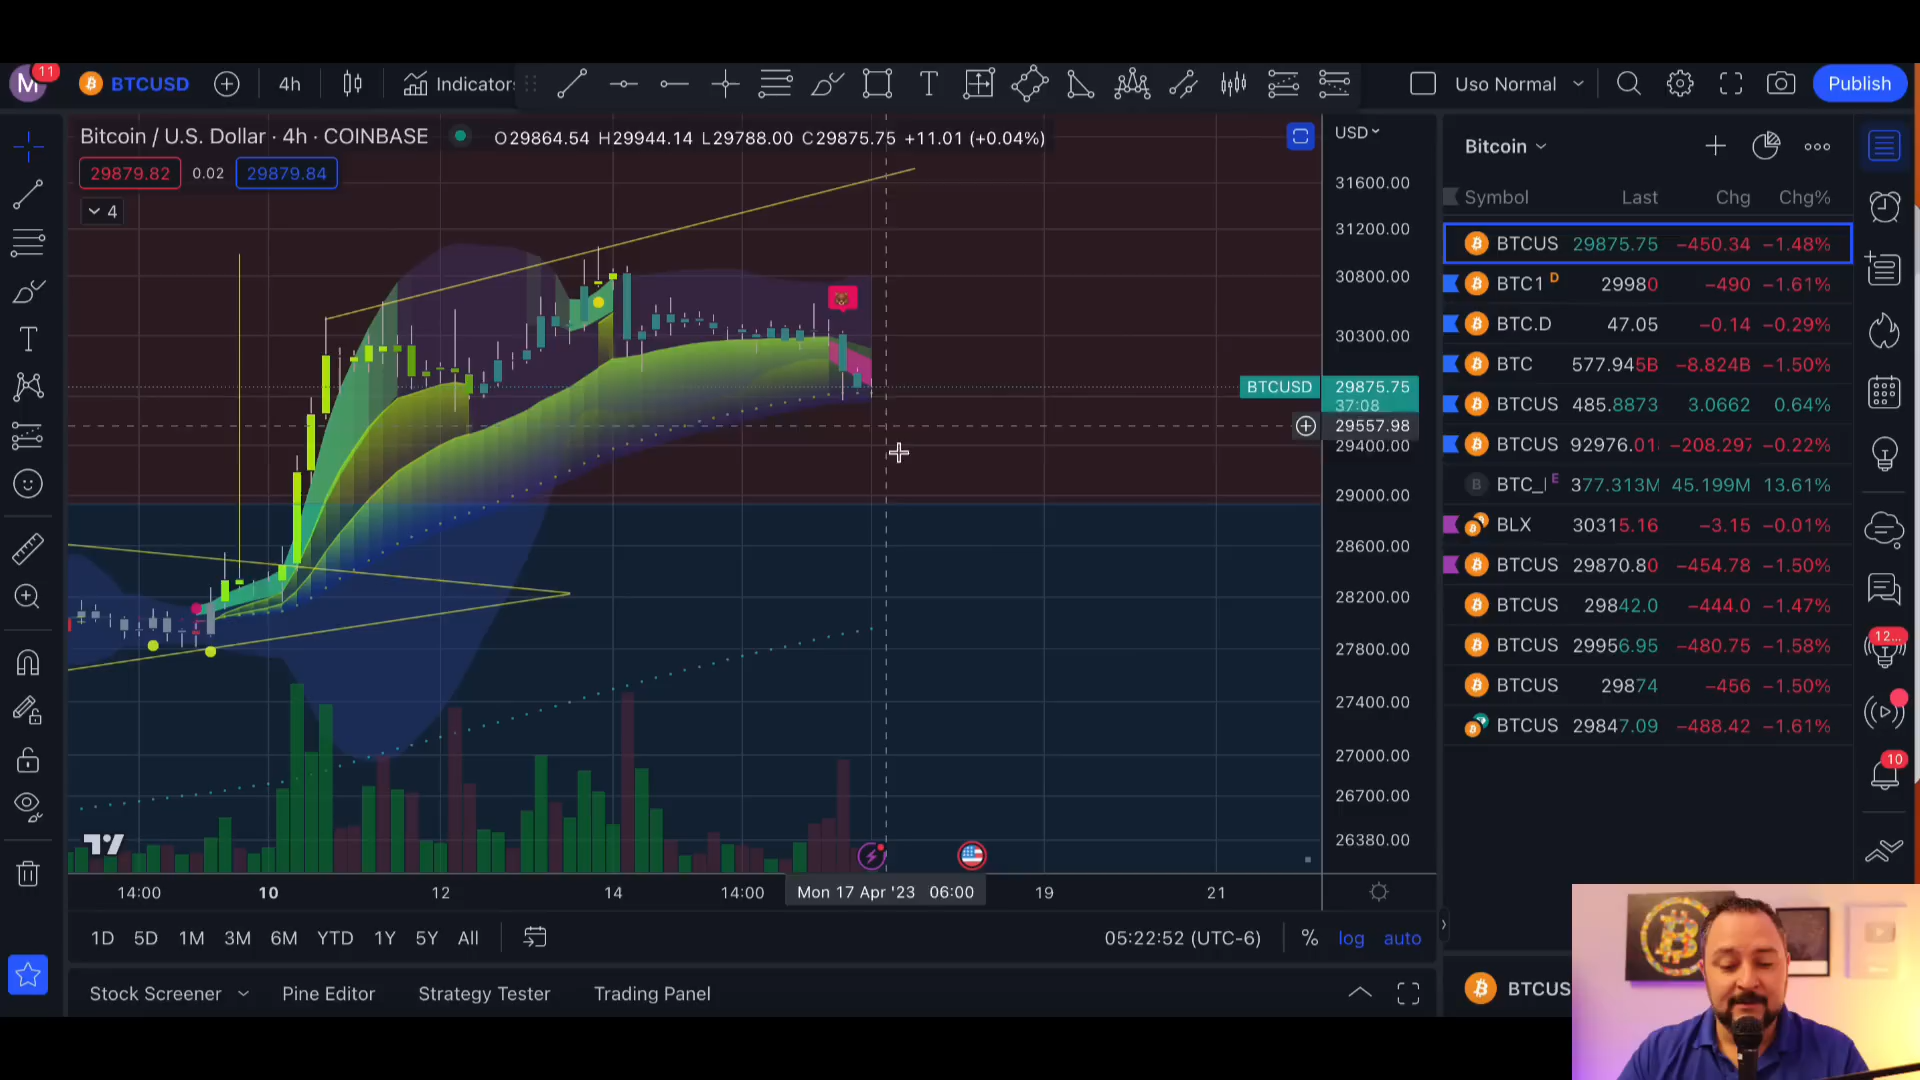 M 11 BTCUSD 4h Indicators T Uso Normal Publish
Bitcoin / U.S. Dollar · 4h · COINBASE O29864.54 H29944.14 L29788.00 C29875.75 +11.01 (+0.04%)
29879.82 0.02 29879.84
4
USD
31600.00
31200.00
30800.00
30300.00
BTCUSD 29875.75
37:08
29557.98
29400.00
29000.00
28600.00
28200.00
27800.00
27400.00
27000.00
26700.00
26380.00
14:00 10 12 14 14:00 Mon 17 Apr '23 06:00 19 21
1D 5D 1M 3M 6M YTD 1Y 5Y All 05:22:52 (UTC-6) % log auto
Stock Screener Pine Editor Strategy Tester Trading Panel
Bitcoin
Symbol Last Chg Chg%
BTCUS 29875.75 −450.34 −1.48%
BTC1 D 29980 −490 −1.61%
BTC.D 47.05 −0.14 −0.29%
BTC 577.945B −8.824B −1.50%
BTCUS 485.8873 3.0662 0.64%
BTCUS 92976.01 −208.297 −0.22%
B BTC_ E 377.313M 45.199M 13.61%
BLX 30315.16 −3.15 −0.01%
BTCUS 29870.80 −454.78 −1.50%
BTCUS 29842.0 −444.0 −1.47%
BTCUS 29956.95 −480.75 −1.58%
BTCUS 29874 −456 −1.50%
BTCUS 29847.09 −488.42 −1.61%
12...
10
BTCUS